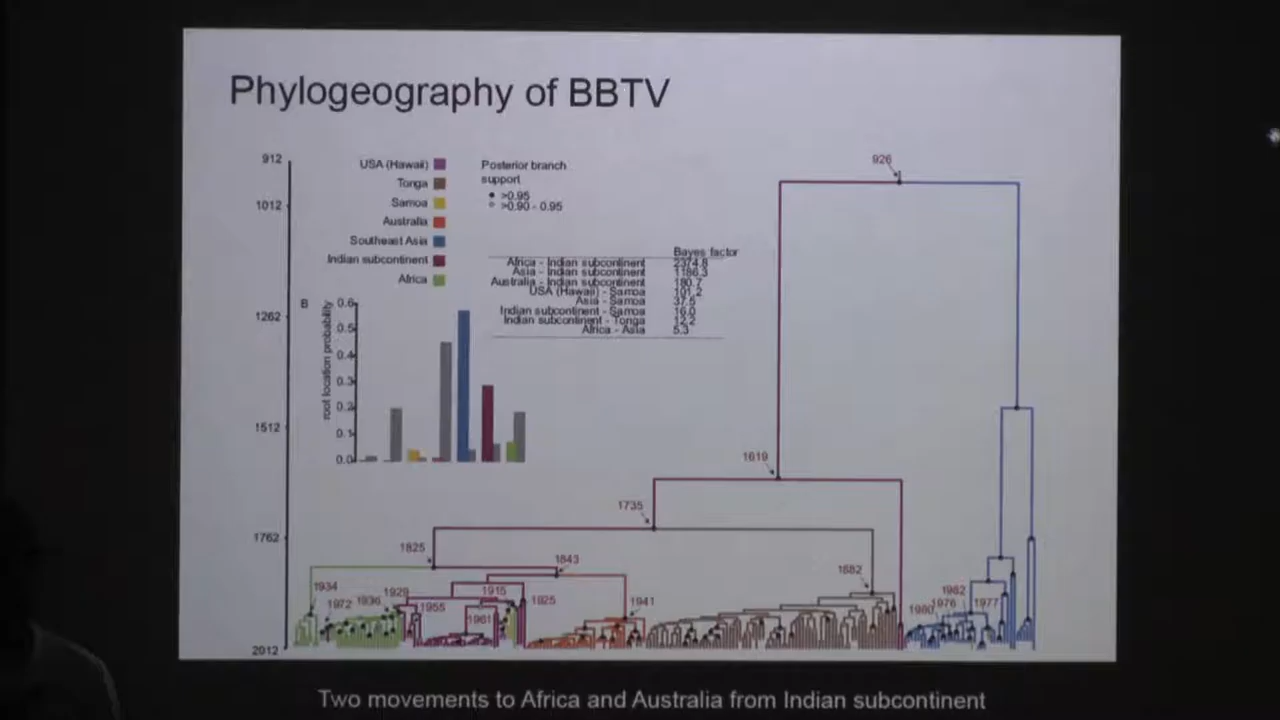 Phylogeography of BBTV
912
1012
1262
1512
1762
2012
USA (Hawaii)
Tonga
Samoa
Australia
Southeast Asia
Indian subcontinent
Africa
Posterior branch
support
>0.95
>0.90 - 0.95
Bayes factor
Africa - Indian subcontinent 2374.8
Asia - Indian subcontinent 1186.3
Australia - Indian subcontinent 180.7
USA (Hawaii) - Samoa 101.2
Asia - Samoa 37.5
Indian subcontinent - Samoa 16.0
Indian subcontinent - Tonga 12.2
Africa - Asia 5.3
B
root location probability
0.6
0.5
0.4
0.3
0.2
0.1
0.0
926
1619
1735
1825
1843
1882
1934
1972
1936
1929
1955
1915
1961
1925
1941
1980
1976
1982
1977
Two movements to Africa and Australia from Indian subcontinent